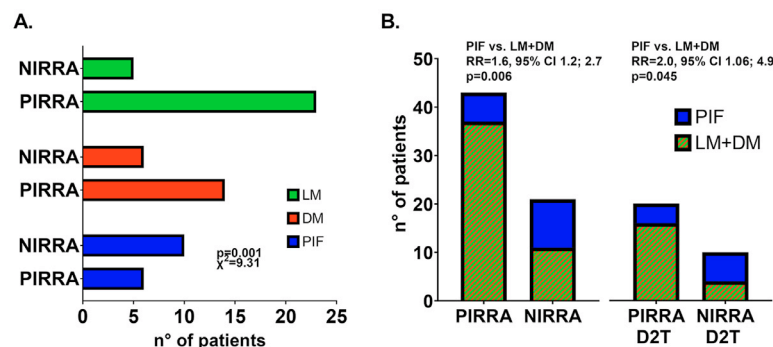 A.
NIRRA
PIRRA
NIRRA
PIRRA
NIRRA
PIRRA
LM
DM
PIF
p=0.001
χ²=9.31
0 5 10 15 20 25
n° of patients
B.
PIF vs. LM+DM
RR=1.6, 95% CI 1.2; 2.7
p=0.006
PIF vs. LM+DM
RR=2.0, 95% CI 1.06; 4.9
p=0.045
50
40
30
20
10
0
n° of patients
PIF
LM+DM
PIRRA NIRRA
PIRRA NIRRA
D2T D2T